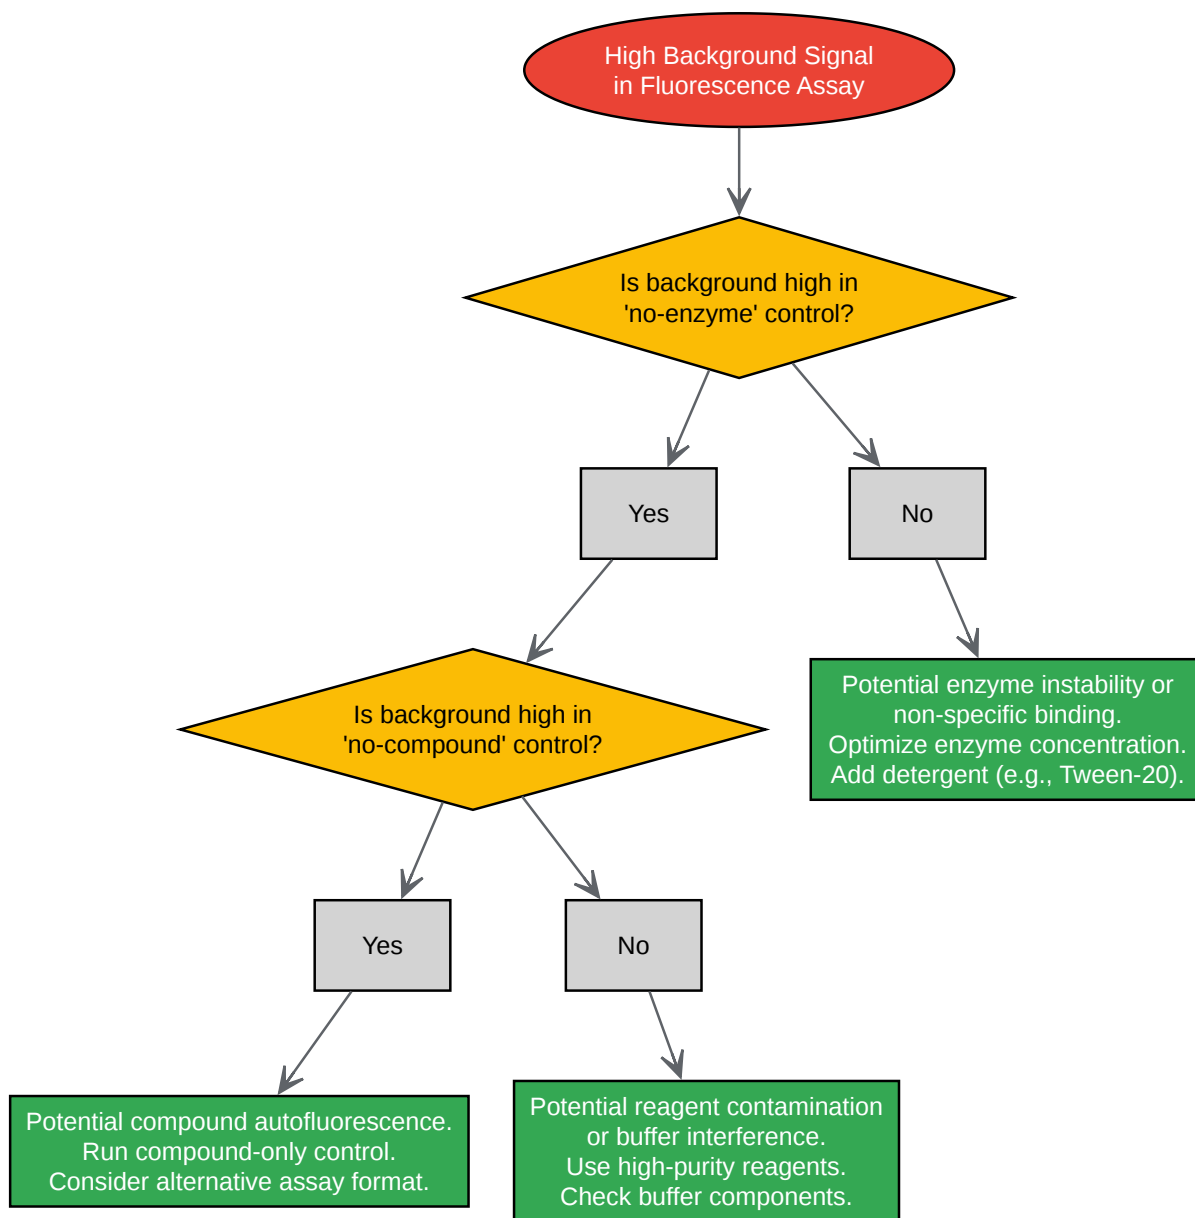 High Background Signal
in Fluorescence Assay
Is background high in
'no-enzyme' control?
Yes
No
Potential enzyme instability or
non-specific binding.
Optimize enzyme concentration.
Add detergent (e.g., Tween-20).
Is background high in
'no-compound' control?
Yes
No
Potential compound autofluorescence.
Run compound-only control.
Consider alternative assay format.
Potential reagent contamination
or buffer interference.
Use high-purity reagents.
Check buffer components.